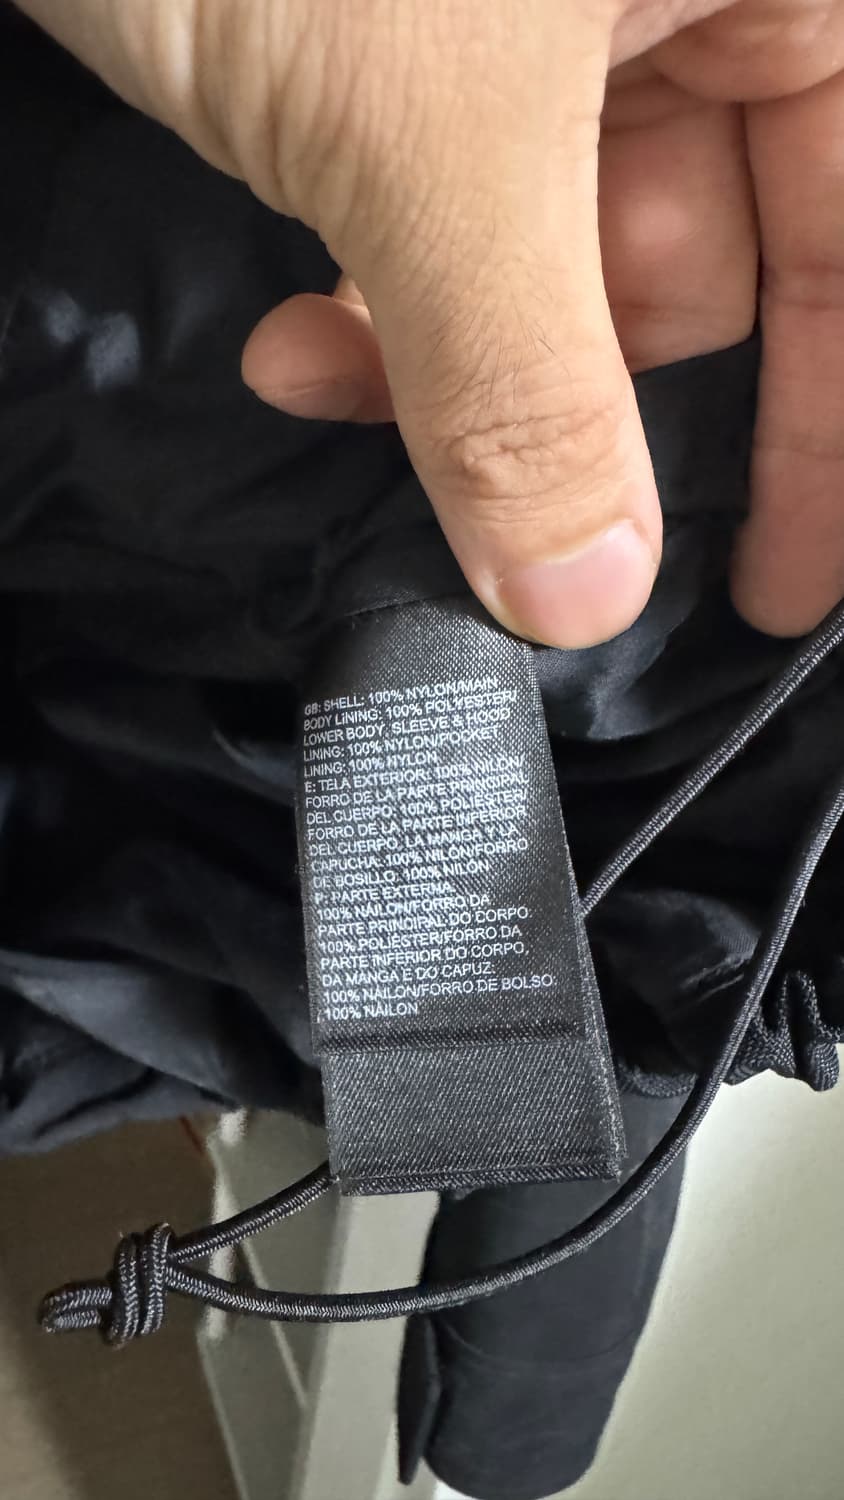 GB: SHELL: 100% NYLON/MAIN
BODY LINING: 100% POLYESTER/
LOWER BODY, SLEEVE & HOOD
LINING: 100% NYLON/POCKET
LINING: 100% NYLON
E: TELA EXTERIOR: 100% NILON/
FORRO DE LA PARTE PRINCIPAL
DEL CUERPO: 100% POLIÉSTER/
FORRO DE LA PARTE INFERIOR
DEL CUERPO, LA MANGA Y LA
CAPUCHA: 100% NILON/FORRO
DE BOSILLO: 100% NILÓN
P: PARTE EXTERNA:
100% NÁILON/FORRO DA
PARTE PRINCIPAL DO CORPO:
100% POLIÉSTER/FORRO DA
PARTE INFERIOR DO CORPO,
DA MANGA E DO CAPUZ:
100% NÁILON/FORRO DE BOLSO:
100% NÁILON